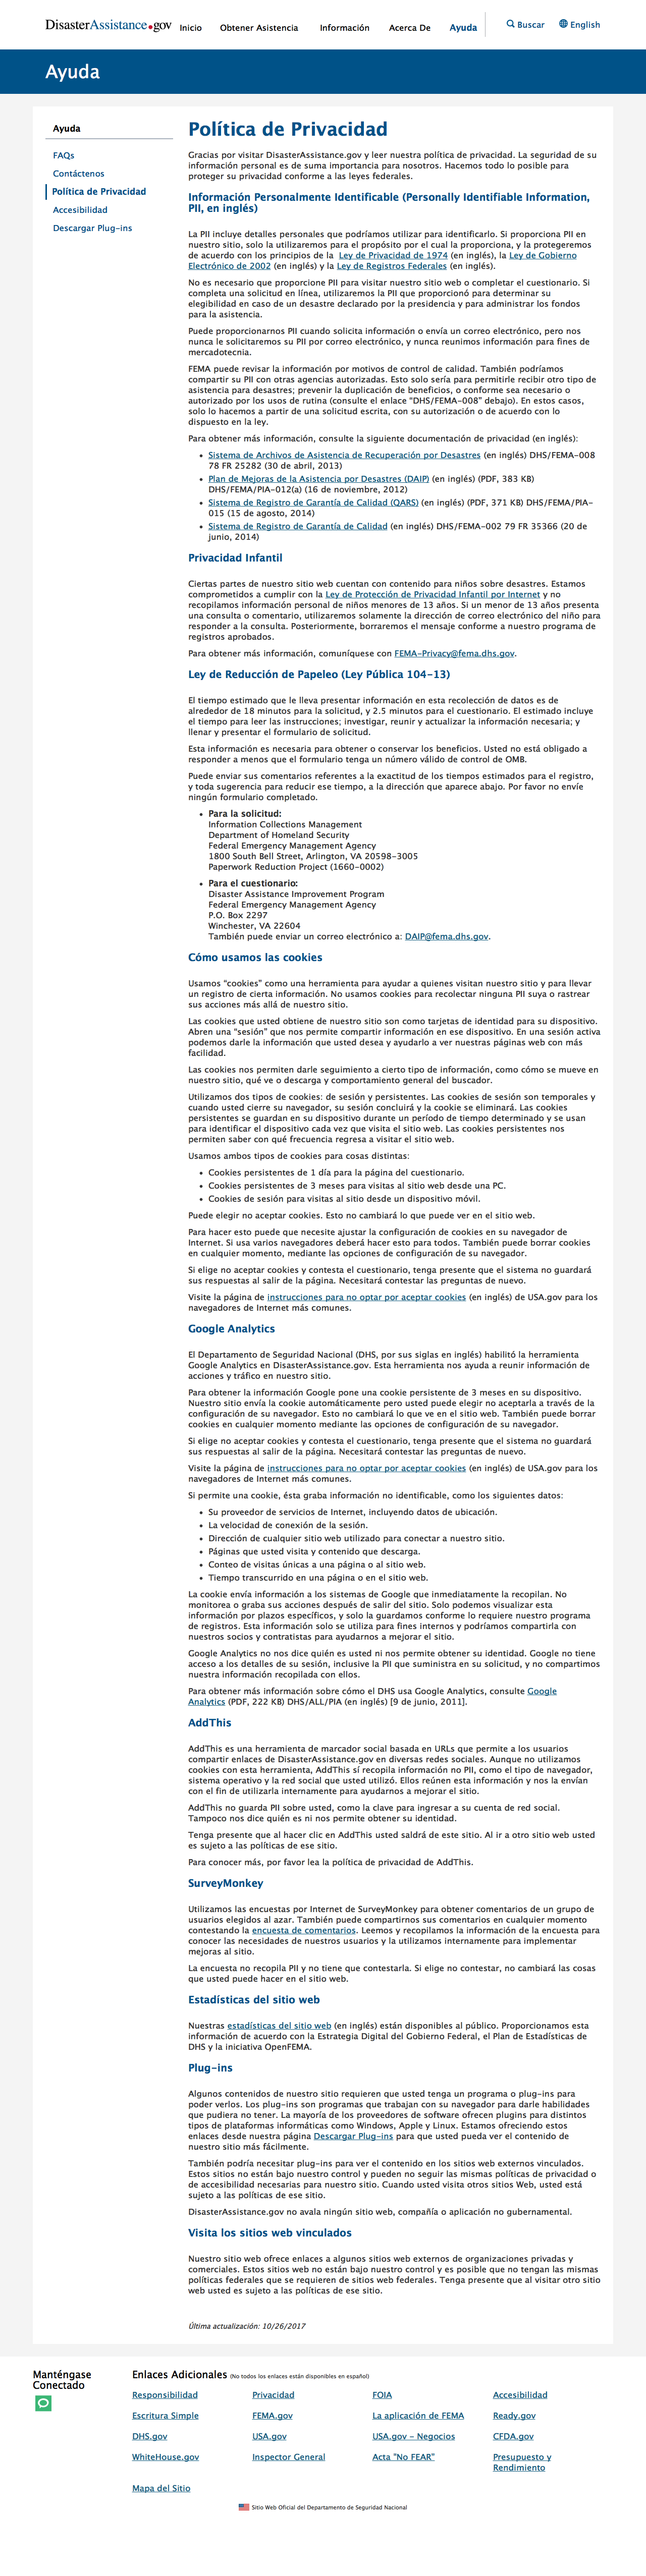 DisasterAssistance.gov
Inicio
Obtener Asistencia
Información
Acerca De
Ayuda
Buscar
English
Ayuda
Ayuda
FAQs
Contáctenos
Política de Privacidad
Accesibilidad
Descargar Plug-ins
Política de Privacidad
Gracias por visitar DisasterAssistance.gov y leer nuestra política de privacidad. La seguridad de su
información personal es de suma importancia para nosotros. Hacemos todo lo posible para
proteger su privacidad conforme a las leyes federales.
Información Personalmente Identificable (Personally Identifiable Information,
PII, en inglés)
La PII incluye detalles personales que podríamos utilizar para identificarlo. Si proporciona PII en
nuestro sitio, solo la utilizaremos para el propósito por el cual la proporciona, y la protegeremos
de acuerdo con los principios de la Ley de Privacidad de 1974 (en inglés), la Ley de Gobierno
Electrónico de 2002 (en inglés) y la Ley de Registros Federales (en inglés).
No es necesario que proporcione PII para visitar nuestro sitio web o completar el cuestionario. Si
completa una solicitud en línea, utilizaremos la PII que proporcionó para determinar su
elegibilidad en caso de un desastre declarado por la presidencia y para administrar los fondos
para la asistencia.
Puede proporcionarnos PII cuando solicita información o envía un correo electrónico, pero nos
nunca le solicitaremos su PII por correo electrónico, y nunca reunimos información para fines de
mercadotecnia.
FEMA puede revisar la información por motivos de control de calidad. También podríamos
compartir su PII con otras agencias autorizadas. Esto solo sería para permitirle recibir otro tipo de
asistencia para desastres; prevenir la duplicación de beneficios, o conforme sea necesario o
autorizado por los usos de rutina (consulte el enlace “DHS/FEMA-008” debajo). En estos casos,
solo lo hacemos a partir de una solicitud escrita, con su autorización o de acuerdo con lo
dispuesto en la ley.
Para obtener más información, consulte la siguiente documentación de privacidad (en inglés):
• Sistema de Archivos de Asistencia de Recuperación por Desastres (en inglés) DHS/FEMA-008
78 FR 25282 (30 de abril, 2013)
• Plan de Mejoras de la Asistencia por Desastres (DAIP) (en inglés) (PDF, 383 KB)
DHS/FEMA/PIA-012(a) (16 de noviembre, 2012)
• Sistema de Registro de Garantía de Calidad (QARS) (en inglés) (PDF, 371 KB) DHS/FEMA/PIA-
015 (15 de agosto, 2014)
• Sistema de Registro de Garantía de Calidad (en inglés) DHS/FEMA-002 79 FR 35366 (20 de
junio, 2014)
Privacidad Infantil
Ciertas partes de nuestro sitio web cuentan con contenido para niños sobre desastres. Estamos
comprometidos a cumplir con la Ley de Protección de Privacidad Infantil por Internet y no
recopilamos información personal de niños menores de 13 años. Si un menor de 13 años presenta
una consulta o comentario, utilizaremos solamente la dirección de correo electrónico del niño para
responder a la consulta. Posteriormente, borraremos el mensaje conforme a nuestro programa de
registros aprobados.
Para obtener más información, comuníquese con FEMA-Privacy@fema.dhs.gov.
Ley de Reducción de Papeleo (Ley Pública 104-13)
El tiempo estimado que le lleva presentar información en esta recolección de datos es de
alrededor de 18 minutos para la solicitud, y 2.5 minutos para el cuestionario. El estimado incluye
el tiempo para leer las instrucciones; investigar, reunir y actualizar la información necesaria; y
llenar y presentar el formulario de solicitud.
Esta información es necesaria para obtener o conservar los beneficios. Usted no está obligado a
responder a menos que el formulario tenga un número válido de control de OMB.
Puede enviar sus comentarios referentes a la exactitud de los tiempos estimados para el registro,
y toda sugerencia para reducir ese tiempo, a la dirección que aparece abajo. Por favor no envíe
ningún formulario completado.
• Para la solicitud:
Information Collections Management
Department of Homeland Security
Federal Emergency Management Agency
1800 South Bell Street, Arlington, VA 20598-3005
Paperwork Reduction Project (1660-0002)
• Para el cuestionario:
Disaster Assistance Improvement Program
Federal Emergency Management Agency
P.O. Box 2297
Winchester, VA 22604
También puede enviar un correo electrónico a: DAIP@fema.dhs.gov.
Cómo usamos las cookies
Usamos “cookies” como una herramienta para ayudar a quienes visitan nuestro sitio y para llevar
un registro de cierta información. No usamos cookies para recolectar ninguna PII suya o rastrear
sus acciones más allá de nuestro sitio.
Las cookies que usted obtiene de nuestro sitio son como tarjetas de identidad para su dispositivo.
Abren una “sesión” que nos permite compartir información en ese dispositivo. En una sesión activa
podemos darle la información que usted desea y ayudarlo a ver nuestras páginas web con más
facilidad.
Las cookies nos permiten darle seguimiento a cierto tipo de información, como cómo se mueve en
nuestro sitio, qué ve o descarga y comportamiento general del buscador.
Utilizamos dos tipos de cookies: de sesión y persistentes. Las cookies de sesión son temporales y
cuando usted cierre su navegador, su sesión concluirá y la cookie se eliminará. Las cookies
persistentes se guardan en su dispositivo durante un período de tiempo determinado y se usan
para identificar el dispositivo cada vez que visita el sitio web. Las cookies persistentes nos
permiten saber con qué frecuencia regresa a visitar el sitio web.
Usamos ambos tipos de cookies para cosas distintas:
• Cookies persistentes de 1 día para la página del cuestionario.
• Cookies persistentes de 3 meses para visitas al sitio web desde una PC.
• Cookies de sesión para visitas al sitio desde un dispositivo móvil.
Puede elegir no aceptar cookies. Esto no cambiará lo que puede ver en el sitio web.
Para hacer esto puede que necesite ajustar la configuración de cookies en su navegador de
Internet. Si usa varios navegadores deberá hacer esto para todos. También puede borrar cookies
en cualquier momento, mediante las opciones de configuración de su navegador.
Si elige no aceptar cookies y contesta el cuestionario, tenga presente que el sistema no guardará
sus respuestas al salir de la página. Necesitará contestar las preguntas de nuevo.
Visite la página de instrucciones para no optar por aceptar cookies (en inglés) de USA.gov para los
navegadores de Internet más comunes.
Google Analytics
El Departamento de Seguridad Nacional (DHS, por sus siglas en inglés) habilitó la herramienta
Google Analytics en DisasterAssistance.gov. Esta herramienta nos ayuda a reunir información de
acciones y tráfico en nuestro sitio.
Para obtener la información Google pone una cookie persistente de 3 meses en su dispositivo.
Nuestro sitio envía la cookie automáticamente pero usted puede elegir no aceptarla a través de la
configuración de su navegador. Esto no cambiará lo que ve en el sitio web. También puede borrar
cookies en cualquier momento mediante las opciones de configuración de su navegador.
Si elige no aceptar cookies y contesta el cuestionario, tenga presente que el sistema no guardará
sus respuestas al salir de la página. Necesitará contestar las preguntas de nuevo.
Visite la página de instrucciones para no optar por aceptar cookies (en inglés) de USA.gov para los
navegadores de Internet más comunes.
Si permite una cookie, ésta graba información no identificable, como los siguientes datos:
• Su proveedor de servicios de Internet, incluyendo datos de ubicación.
• La velocidad de conexión de la sesión.
• Dirección de cualquier sitio web utilizado para conectar a nuestro sitio.
• Páginas que usted visita y contenido que descarga.
• Conteo de visitas únicas a una página o al sitio web.
• Tiempo transcurrido en una página o en el sitio web.
La cookie envía información a los sistemas de Google que inmediatamente la recopilan. No
monitorea o graba sus acciones después de salir del sitio. Solo podemos visualizar esta
información por plazos específicos, y solo la guardamos conforme lo requiere nuestro programa
de registros. Esta información solo se utiliza para fines internos y podríamos compartirla con
nuestros socios y contratistas para ayudarnos a mejorar el sitio.
Google Analytics no nos dice quién es usted ni nos permite obtener su identidad. Google no tiene
acceso a los detalles de su sesión, inclusive la PII que suministra en su solicitud, y no compartimos
nuestra información recopilada con ellos.
Para obtener más información sobre cómo el DHS usa Google Analytics, consulte Google
Analytics (PDF, 222 KB) DHS/ALL/PIA (en inglés) [9 de junio, 2011].
AddThis
AddThis es una herramienta de marcador social basada en URLs que permite a los usuarios
compartir enlaces de DisasterAssistance.gov en diversas redes sociales. Aunque no utilizamos
cookies con esta herramienta, AddThis sí recopila información no PII, como el tipo de navegador,
sistema operativo y la red social que usted utilizó. Ellos reúnen esta información y nos la envían
con el fin de utilizarla internamente para ayudarnos a mejorar el sitio.
AddThis no guarda PII sobre usted, como la clave para ingresar a su cuenta de red social.
Tampoco nos dice quién es ni nos permite obtener su identidad.
Tenga presente que al hacer clic en AddThis usted saldrá de este sitio. Al ir a otro sitio web usted
es sujeto a las políticas de ese sitio.
Para conocer más, por favor lea la política de privacidad de AddThis.
SurveyMonkey
Utilizamos las encuestas por Internet de SurveyMonkey para obtener comentarios de un grupo de
usuarios elegidos al azar. También puede compartirnos sus comentarios en cualquier momento
contestando la encuesta de comentarios. Leemos y recopilamos la información de la encuesta para
conocer las necesidades de nuestros usuarios y la utilizamos internamente para implementar
mejoras al sitio.
La encuesta no recopila PII y no tiene que contestarla. Si elige no contestar, no cambiará las cosas
que usted puede hacer en el sitio web.
Estadísticas del sitio web
Nuestras estadísticas del sitio web (en inglés) están disponibles al público. Proporcionamos esta
información de acuerdo con la Estrategia Digital del Gobierno Federal, el Plan de Estadísticas de
DHS y la iniciativa OpenFEMA.
Plug-ins
Algunos contenidos de nuestro sitio requieren que usted tenga un programa o plug-ins para
poder verlos. Los plug-ins son programas que trabajan con su navegador para darle habilidades
que pudiera no tener. La mayoría de los proveedores de software ofrecen plugins para distintos
tipos de plataformas informáticas como Windows, Apple y Linux. Estamos ofreciendo estos
enlaces desde nuestra página Descargar Plug-ins para que usted pueda ver el contenido de
nuestro sitio más fácilmente.
También podría necesitar plug-ins para ver el contenido en los sitios web externos vinculados.
Estos sitios no están bajo nuestro control y pueden no seguir las mismas políticas de privacidad o
de accesibilidad necesarias para nuestro sitio. Cuando usted visita otros sitios Web, usted está
sujeto a las políticas de ese sitio.
DisasterAssistance.gov no avala ningún sitio web, compañía o aplicación no gubernamental.
Visita los sitios web vinculados
Nuestro sitio web ofrece enlaces a algunos sitios web externos de organizaciones privadas y
comerciales. Estos sitios web no están bajo nuestro control y es posible que no tengan las mismas
políticas federales que se requieren de sitios web federales. Tenga presente que al visitar otro sitio
web usted es sujeto a las políticas de ese sitio.
Última actualización: 10/26/2017
Manténgase
Conectado
Enlaces Adicionales (No todos los enlaces están disponibles en español)
Responsibilidad
Privacidad
FOIA
Accesibilidad
Escritura Simple
FEMA.gov
La aplicación de FEMA
Ready.gov
DHS.gov
USA.gov
USA.gov - Negocios
CFDA.gov
WhiteHouse.gov
Inspector General
Acta "No FEAR"
Presupuesto y
Rendimiento
Mapa del Sitio
Sitio Web Oficial del Departamento de Seguridad Nacional